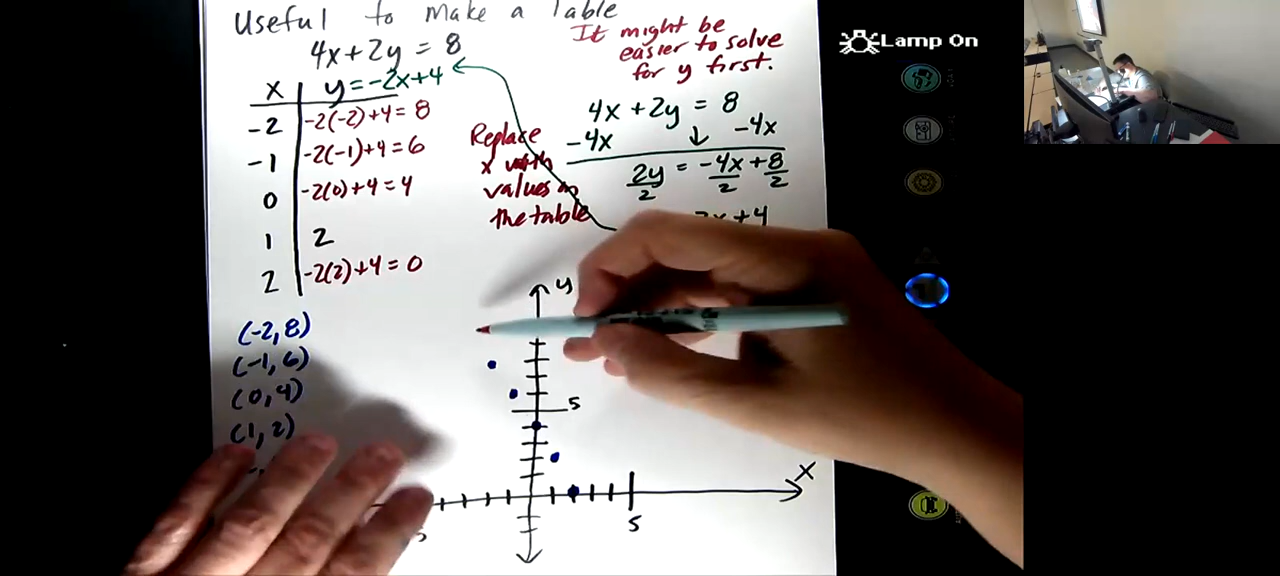 Useful to Make a Table
4x + 2y = 8
x | y = -2x+4
-2 | -2(-2)+4 = 8
-1 | -2(-1)+4 = 6
0 | -2(0)+4 = 4
1 | 2
2 | -2(2)+4 = 0
(-2, 8)
(-1, 6)
(0, 4)
(1, 2)
It might be
easier to solve
for y first.
4x + 2y = 8
-4x ↓ -4x
2y/2 = -4x/2 + 8/2
x+4
Replace
x with
values in
the table
y
5
x
5
Lamp On